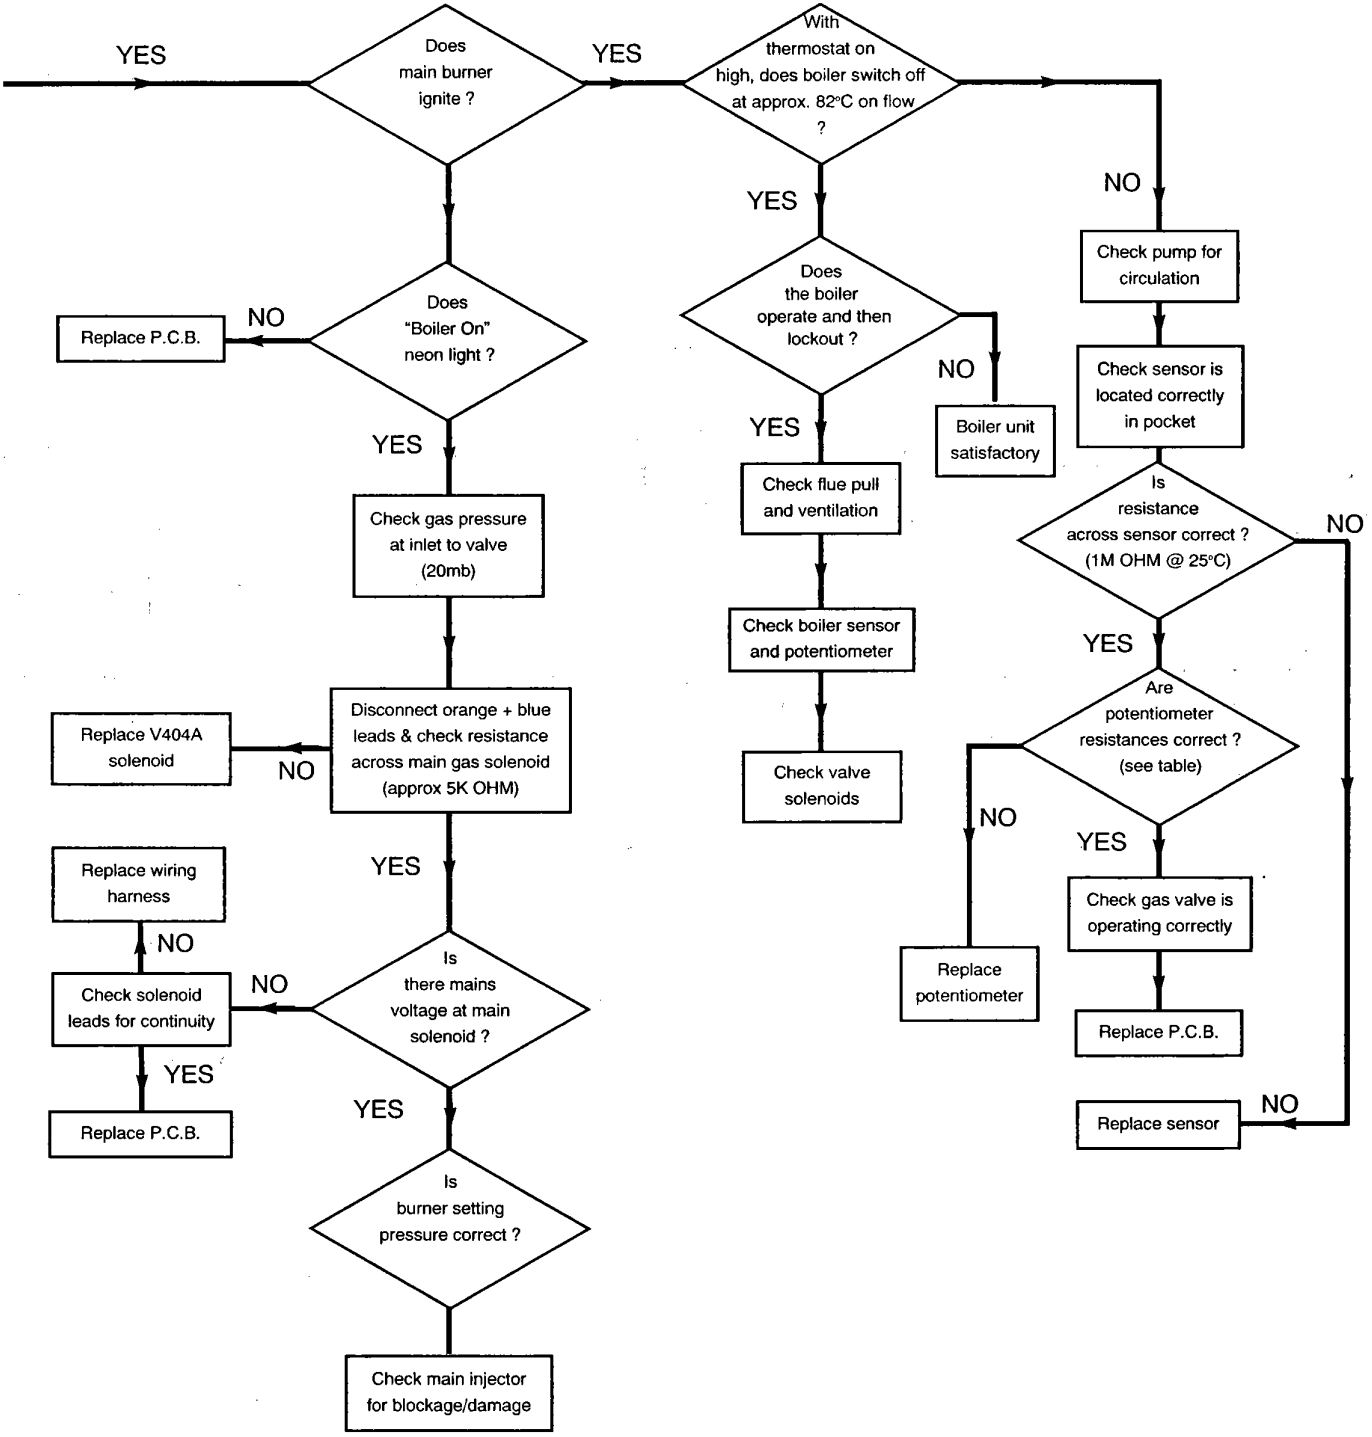 YES
Does
main burner
ignite ?
YES
With
thermostat on
high, does boiler switch off
at approx. 82°C on flow
?
NO
Check pump for
circulation
Check sensor is
located correctly
in pocket
Is
resistance
across sensor correct ?
(1M OHM @ 25°C)
NO
YES
Are
potentiometer
resistances correct ?
(see table)
NO
YES
Replace
potentiometer
Check gas valve is
operating correctly
Replace P.C.B.
NO
Replace sensor
YES
Does
the boiler
operate and then
lockout ?
NO
Boiler unit
satisfactory
YES
Check flue pull
and ventilation
Check boiler sensor
and potentiometer
Check valve
solenoids
Does
"Boiler On"
neon light ?
NO
Replace P.C.B.
YES
Check gas pressure
at inlet to valve
(20mb)
Disconnect orange + blue
leads & check resistance
across main gas solenoid
(approx 5K OHM)
NO
Replace V404A
solenoid
YES
Is
there mains
voltage at main
solenoid ?
NO
Check solenoid
leads for continuity
NO
Replace wiring
harness
YES
Replace P.C.B.
YES
Is
burner setting
pressure correct ?
Check main injector
for blockage/damage